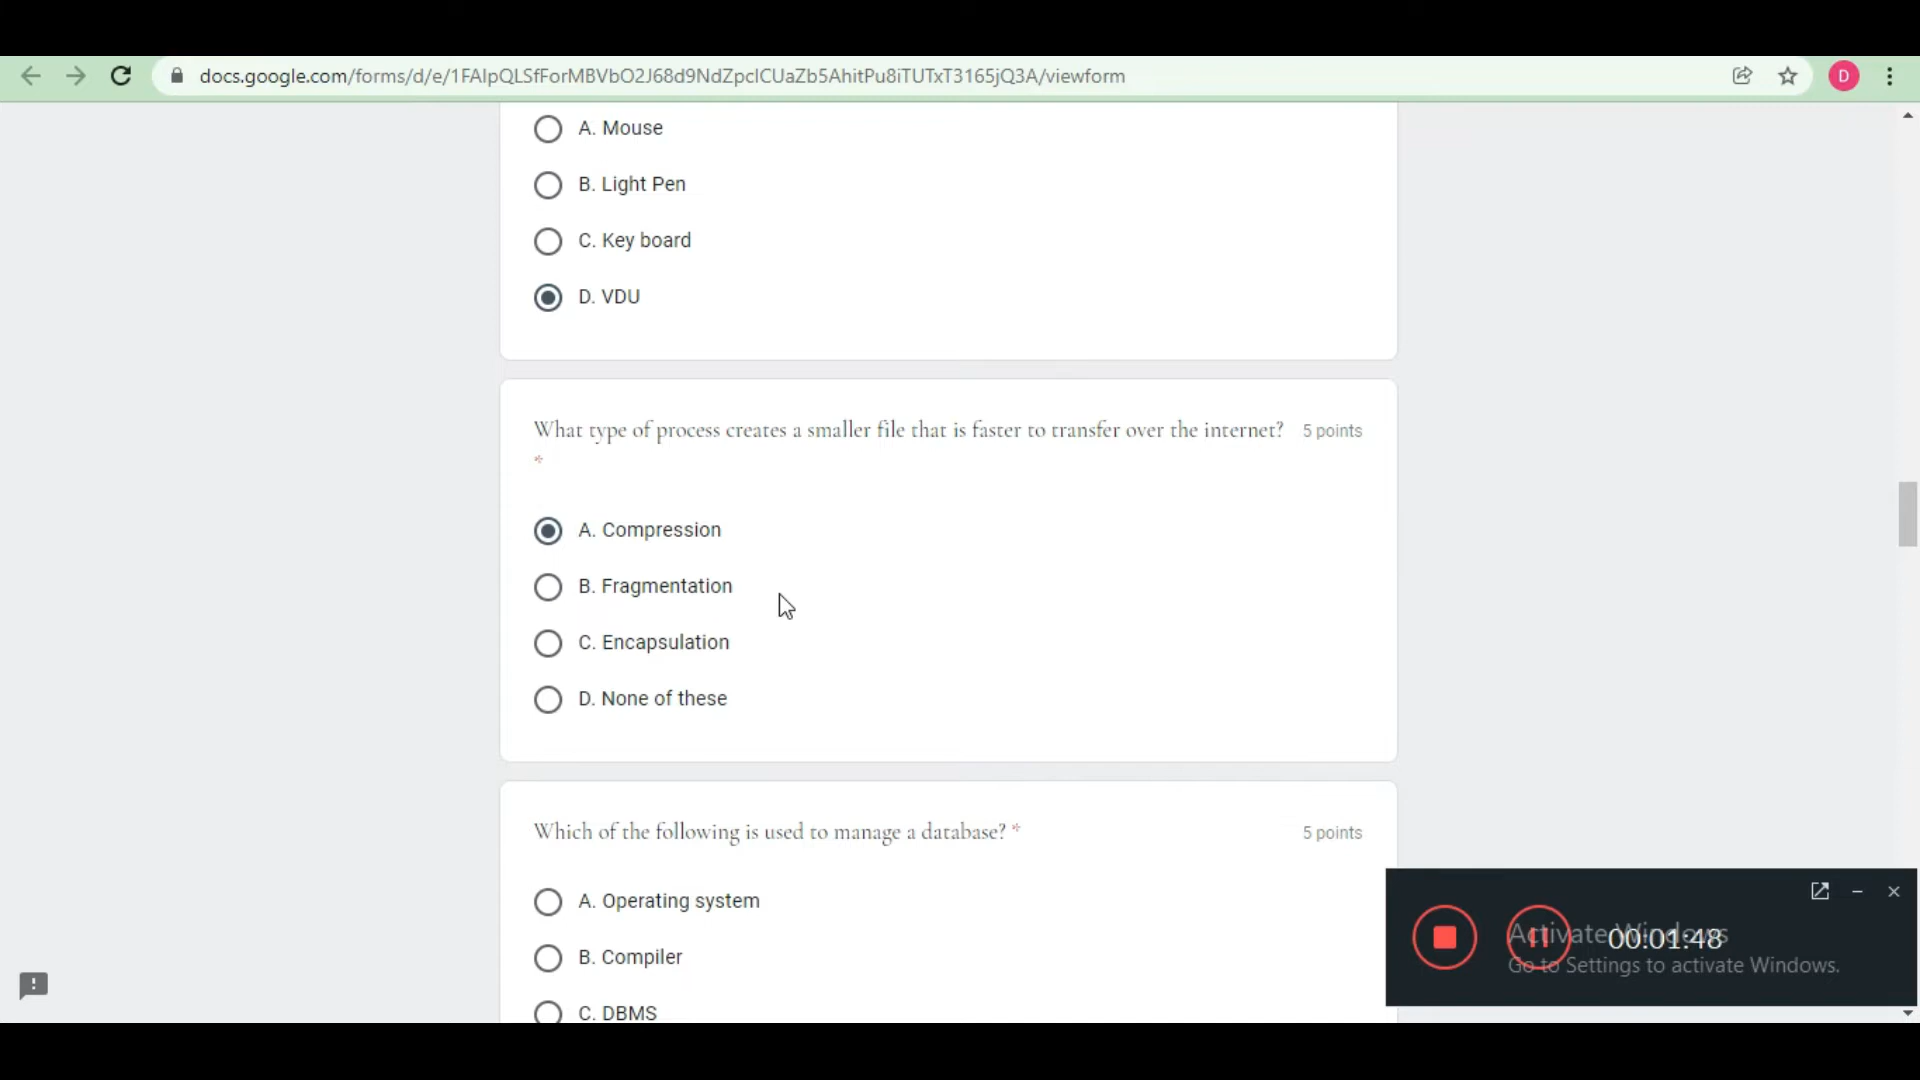 docs.google.com/forms/d/e/1FAIpQLSfForMBVbO2J68d9NdZpclCUaZb5AhitPu8iTUTxT3165jQ3A/viewform
D
A. Mouse
B. Light Pen
C. Key board
D. VDU
What type of process creates a smaller file that is faster to transfer over the internet? 5 points
*
A. Compression
B. Fragmentation
C. Encapsulation
D. None of these
Which of the following is used to manage a database? * 5 points
A. Operating system
B. Compiler
C. DBMS
Activate Windows
00:01:48
Go to Settings to activate Windows.